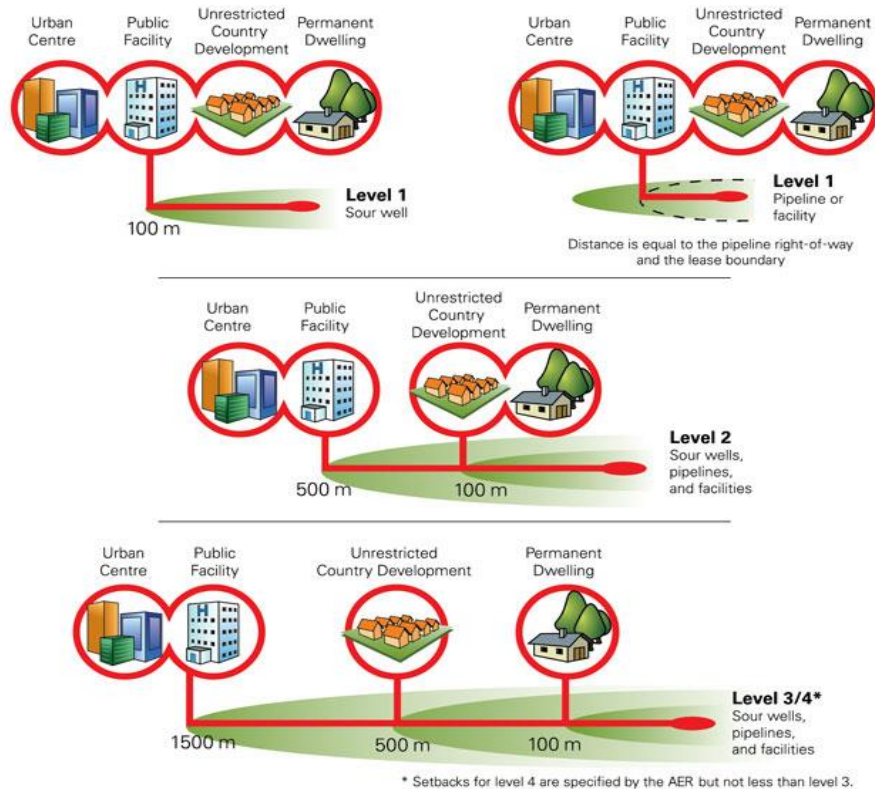 Urban
Centre
Public
Facility
Unrestricted
Country
Development
Permanent
Dwelling
H
Level 1
Sour well
100 m
Urban
Centre
Public
Facility
Unrestricted
Country
Development
Permanent
Dwelling
H
Level 1
Pipeline or
facility
Distance is equal to the pipeline right-of-way
and the lease boundary
Urban
Centre
Public
Facility
Unrestricted
Country
Development
Permanent
Dwelling
H
Level 2
Sour wells,
pipelines,
and facilities
500 m
100 m
Urban
Centre
Public
Facility
Unrestricted
Country Development
Permanent
Dwelling
H
Level 3/4*
Sour wells,
pipelines,
and facilities
1500 m
500 m
100 m
* Setbacks for level 4 are specified by the AER but not less than level 3.